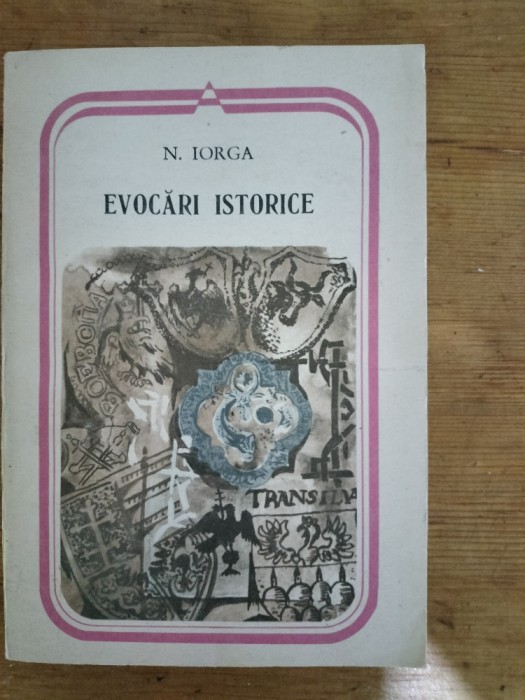 N. IORGA
EVOCĂRI ISTORICE
TRANSILVA